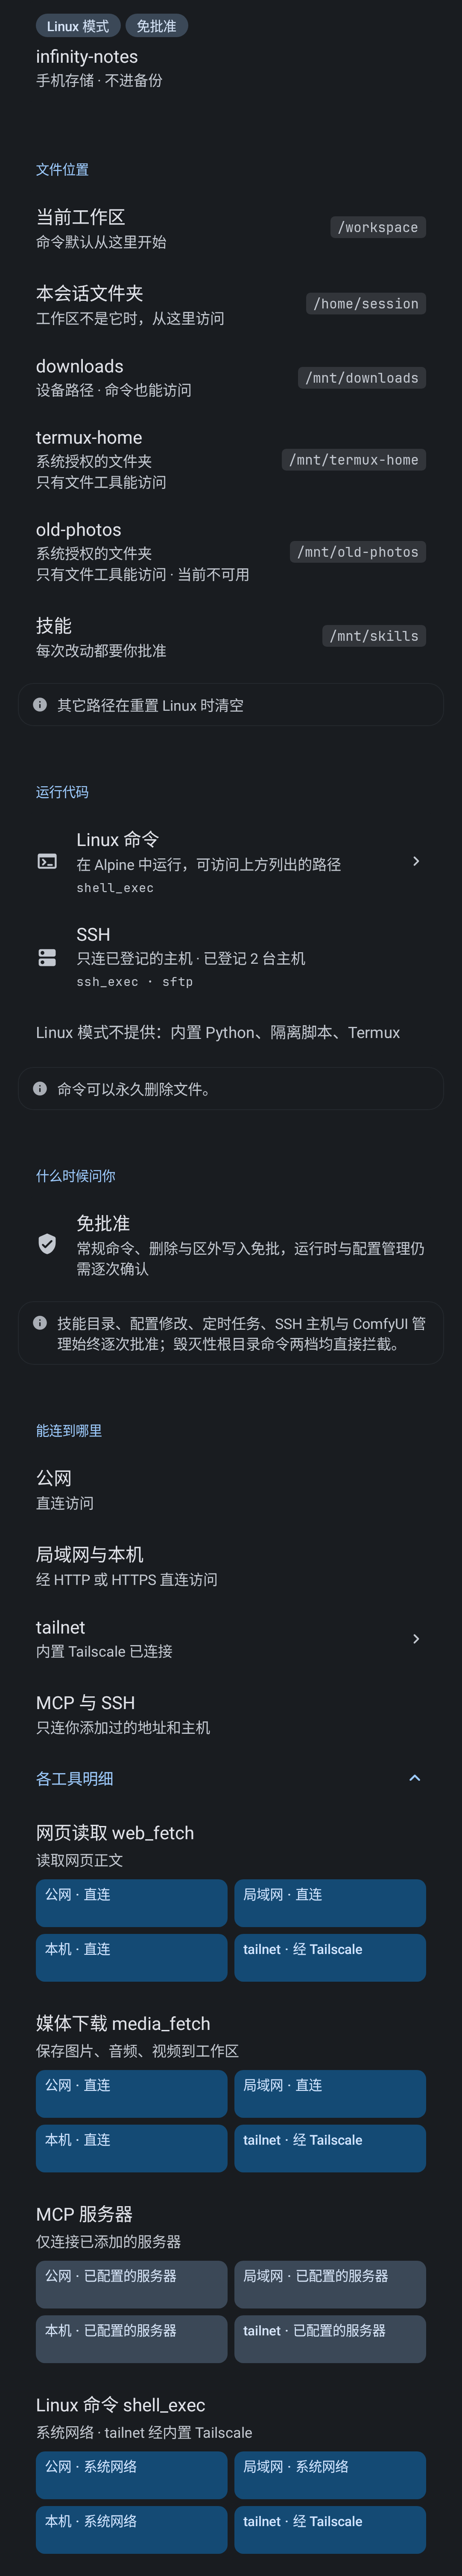 Linux 模式 免批准
infinity-notes
手机存储 · 不进备份
文件位置
当前工作区
命令默认从这里开始
/workspace
本会话文件夹
工作区不是它时，从这里访问
/home/session
downloads
设备路径 · 命令也能访问
/mnt/downloads
termux-home
系统授权的文件夹
只有文件工具能访问
/mnt/termux-home
old-photos
系统授权的文件夹
只有文件工具能访问 · 当前不可用
/mnt/old-photos
技能
每次改动都要你批准
/mnt/skills
其它路径在重置 Linux 时清空
运行代码
Linux 命令
在 Alpine 中运行，可访问上方列出的路径
shell_exec
SSH
只连已登记的主机 · 已登记 2 台主机
ssh_exec · sftp
Linux 模式不提供：内置 Python、隔离脚本、Termux
命令可以永久删除文件。
什么时候问你
免批准
常规命令、删除与区外写入免批，运行时与配置管理仍
需逐次确认
技能目录、配置修改、定时任务、SSH 主机与 ComfyUI 管
理始终逐次批准；毁灭性根目录命令两档均直接拦截。
能连到哪里
公网
直连访问
局域网与本机
经 HTTP 或 HTTPS 直连访问
tailnet
内置 Tailscale 已连接
MCP 与 SSH
只连你添加过的地址和主机
各工具明细
网页读取 web_fetch
读取网页正文
公网 · 直连
局域网 · 直连
本机 · 直连
tailnet · 经 Tailscale
媒体下载 media_fetch
保存图片、音频、视频到工作区
公网 · 直连
局域网 · 直连
本机 · 直连
tailnet · 经 Tailscale
MCP 服务器
仅连接已添加的服务器
公网 · 已配置的服务器
局域网 · 已配置的服务器
本机 · 已配置的服务器
tailnet · 已配置的服务器
Linux 命令 shell_exec
系统网络 · tailnet 经内置 Tailscale
公网 · 系统网络
局域网 · 系统网络
本机 · 系统网络
tailnet · 经 Tailscale